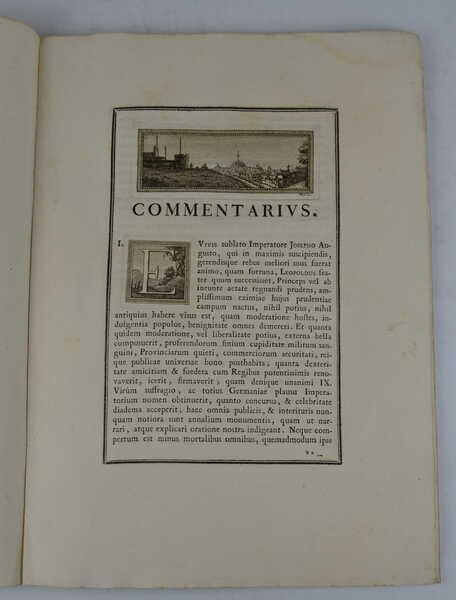 COMMENTARIVS.
I. EVnis sublato Imperatore JOSEPHO Au-
gusto, qui in maximis suscipiendis,
gerendisque rebus meliori usus fuerat
animo, quam fortuna, LEOPOLDUS fra-
ter quum successisset, Princeps vel ab
ineunte aetate regnandi prudens, am-
plissimum eximiae hujus prudentiae
campum nactus, nihil potius, nihil
antiquius habere visus est, quam moderatione hostes, in-
dulgentia populos, benignitate omnes demereri. Et quanta
quidem moderatione, vel liberalitate potius, externa bella
composuerit, proferendorum finium cupiditate militum san-
guini, Provinciarum quieti, commerciorum securitati, rei-
que publicae universae bono posthabita; quanta dexteri-
tate amicitiam & foedera cum Regibus potentissimis reno-
vaverit, icerit, firmaverit; quam denique unanimi IX.
Virûm suffragio, ac totius Germaniae plausu Impera-
torium nomen obtinuerit, quanto concursu, & celebritate
diadema acceperit; haec omnia publicis, & interituris nun-
quam notiora sunt annalium monumentis, quam ut nar-
rari, atque explicari oratione nostra indigeant. Neque com-
pertum est minus mortalibus omnibus, quemadmodum ipse